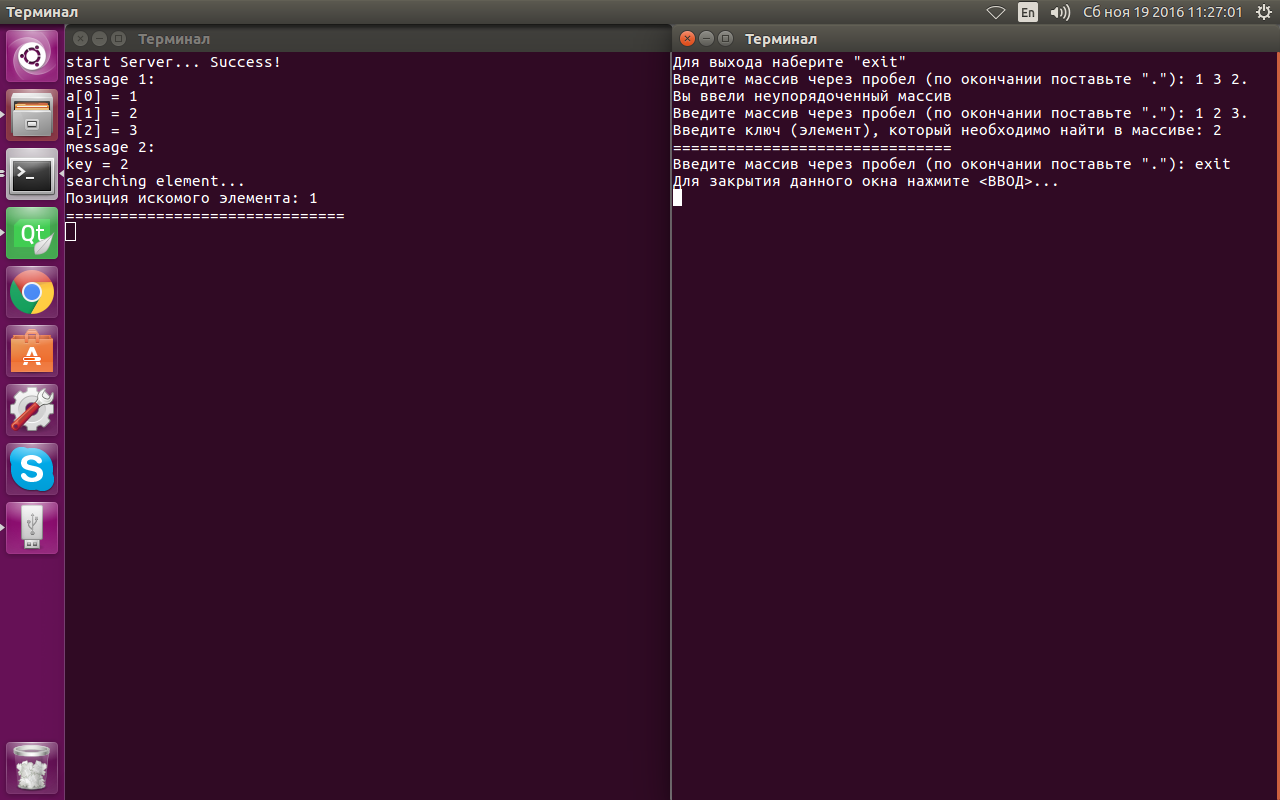 Терминал
En
Сб ноя 19 2016 11:27:01
Терминал
start Server... Success!
message 1:
a[0] = 1
a[1] = 2
a[2] = 3
message 2:
key = 2
searching element...
Позиция искомого элемента: 1
===============================
Терминал
Для выхода наберите "exit"
Введите массив через пробел (по окончании поставьте "."): 1 3 2.
Вы ввели неупорядоченный массив
Введите массив через пробел (по окончании поставьте "."): 1 2 3.
Введите ключ (элемент), который необходимо найти в массиве: 2
===============================
Введите массив через пробел (по окончании поставьте "."): exit
Для закрытия данного окна нажмите <ВВОД>...
Qt
A
S